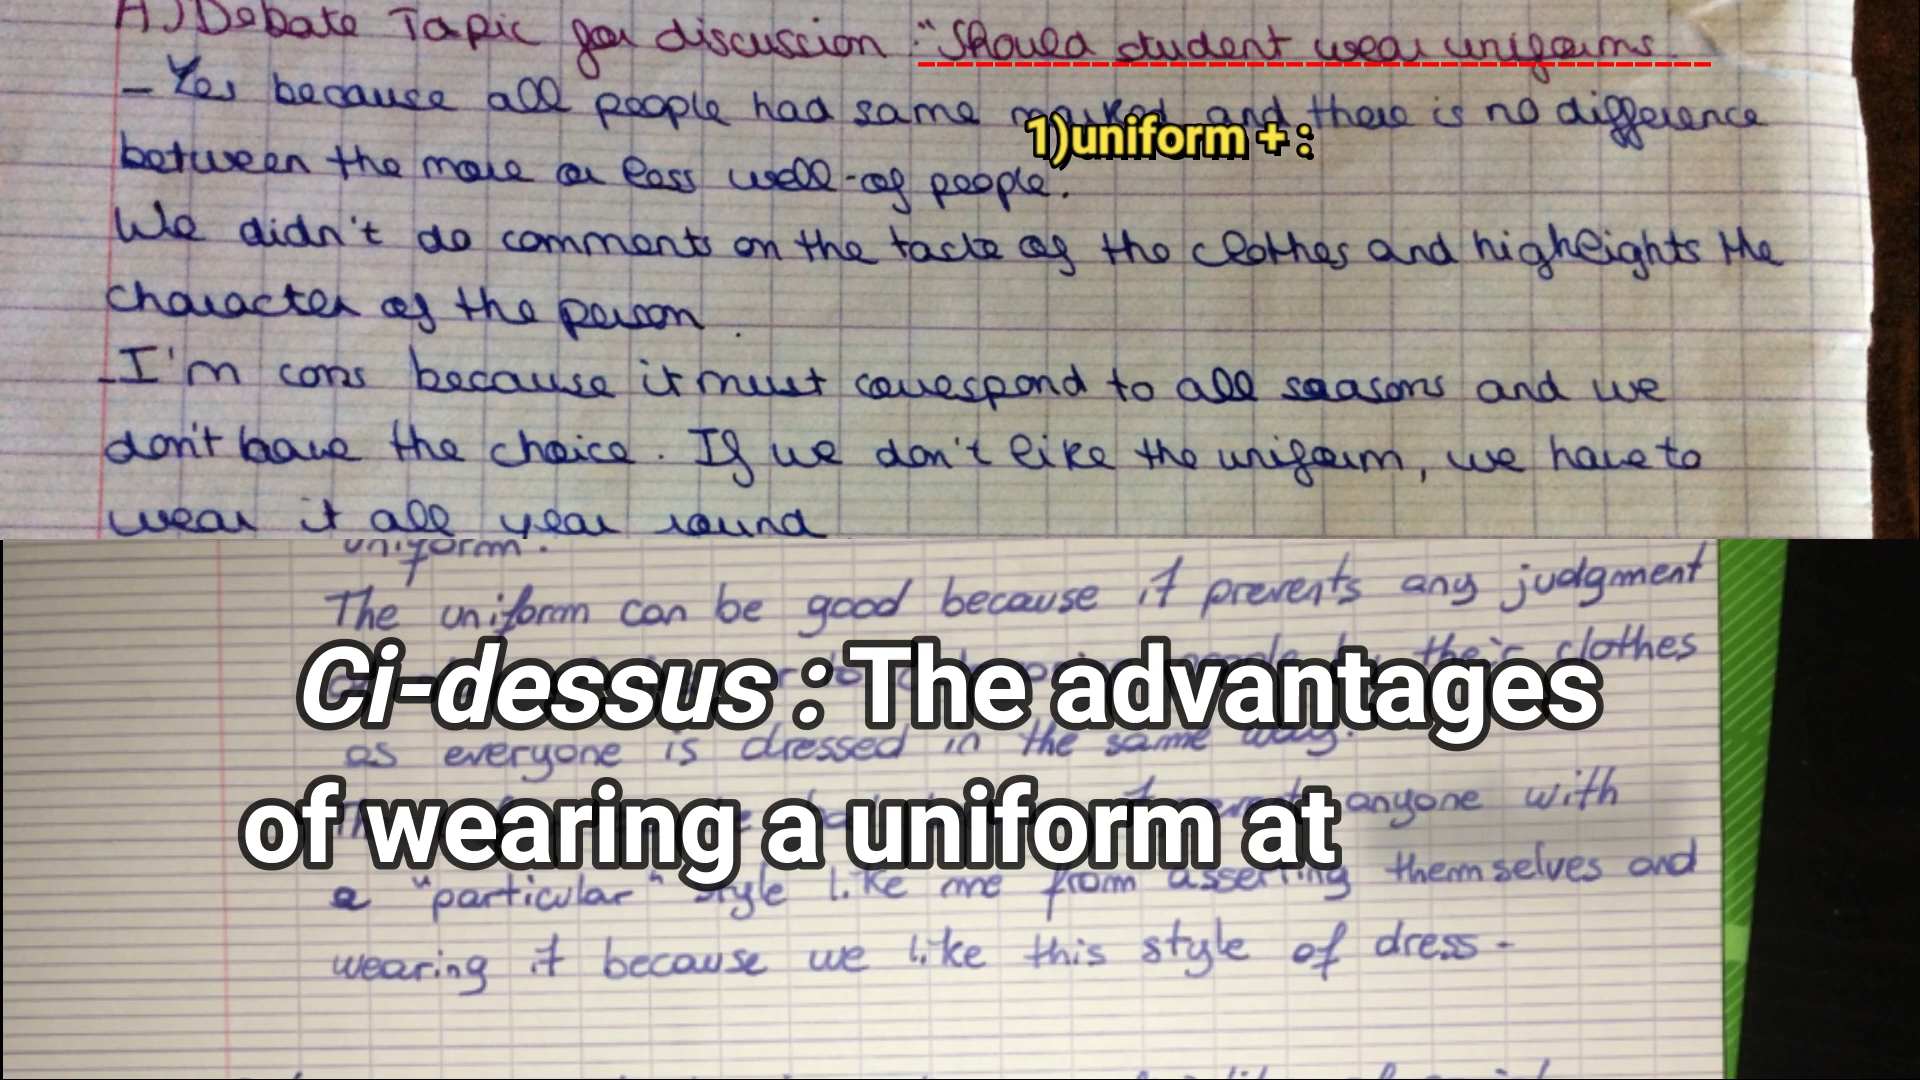 A) Debate Topic for discussion : "Should student wear uniforms.
- Yes because all people had same marked and there is no difference
1)uniform + :
between the more or less well-of people.
We didn't do comments on the taste of the clothes and highlights the
character of the person.
- I'm cons because it must correspond to all seasons and we
don't have the choice. If we don't like the uniform, we have to
wear it all year round
uniform.
The uniform can be good because it prevents any judgment
their clothes
Ci-dessus : The advantages
as everyone is dressed in the same way.
of wearing a uniform at
anyone with
a "particular" style like me from asserting themselves and
wearing it because we like this style of dress.